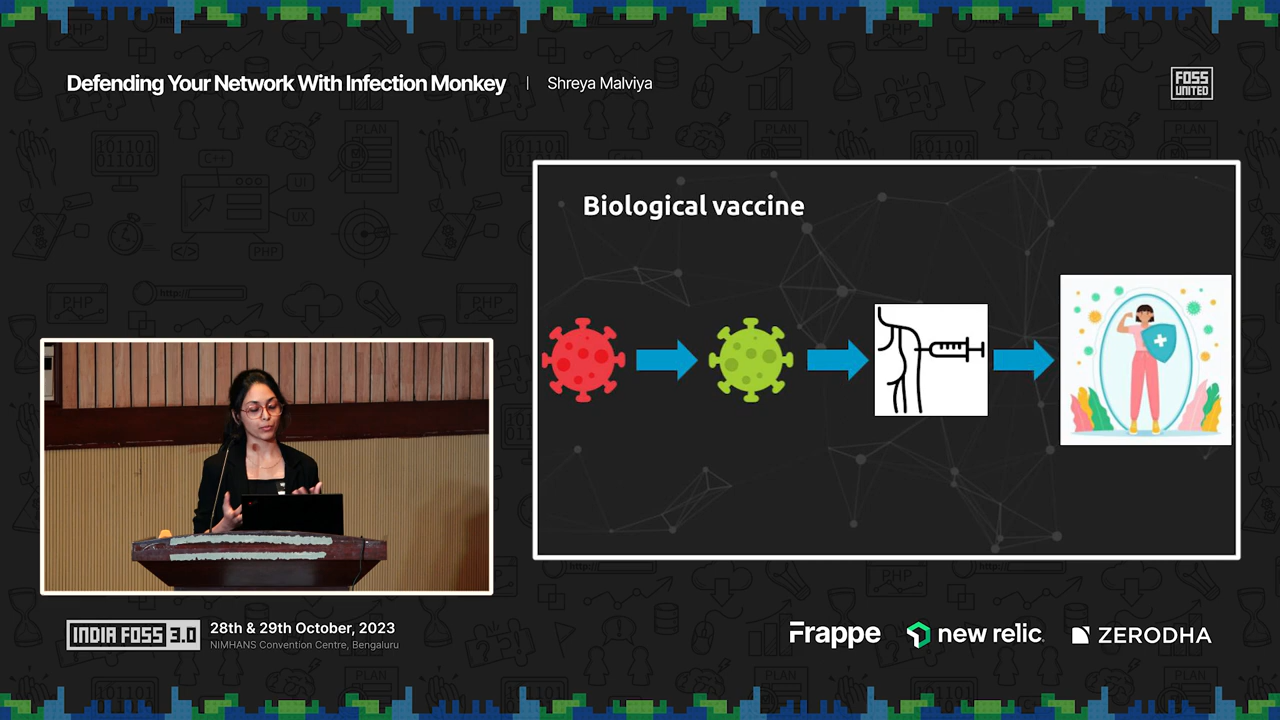 Defending Your Network With Infection Monkey | Shreya Malviya
FOSS
UNITED
Biological vaccine
INDIA FOSS 3.0
28th & 29th October, 2023
NIMHANS Convention Centre, Bengaluru
Frappe
new relic
ZERODHA